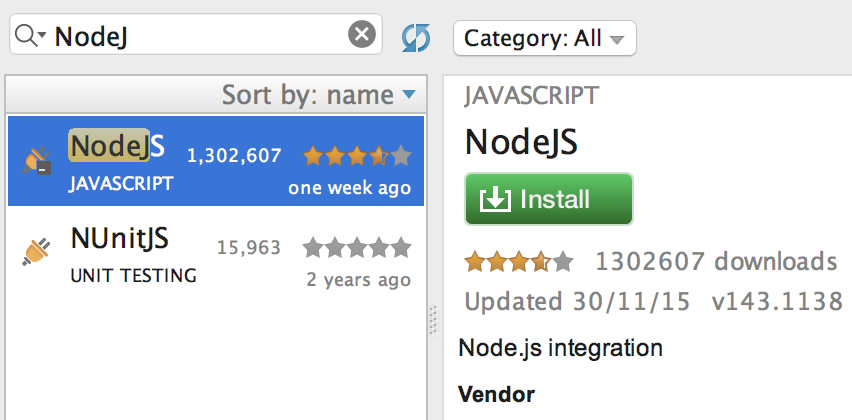 NodeJ
Category: All
Sort by: name
NodeJS
1,302,607
JAVASCRIPT
one week ago
NUnitJS
15,963
UNIT TESTING
2 years ago
JAVASCRIPT
NodeJS
Install
1302607 downloads
Updated 30/11/15 v143.1138
Node.js integration
Vendor